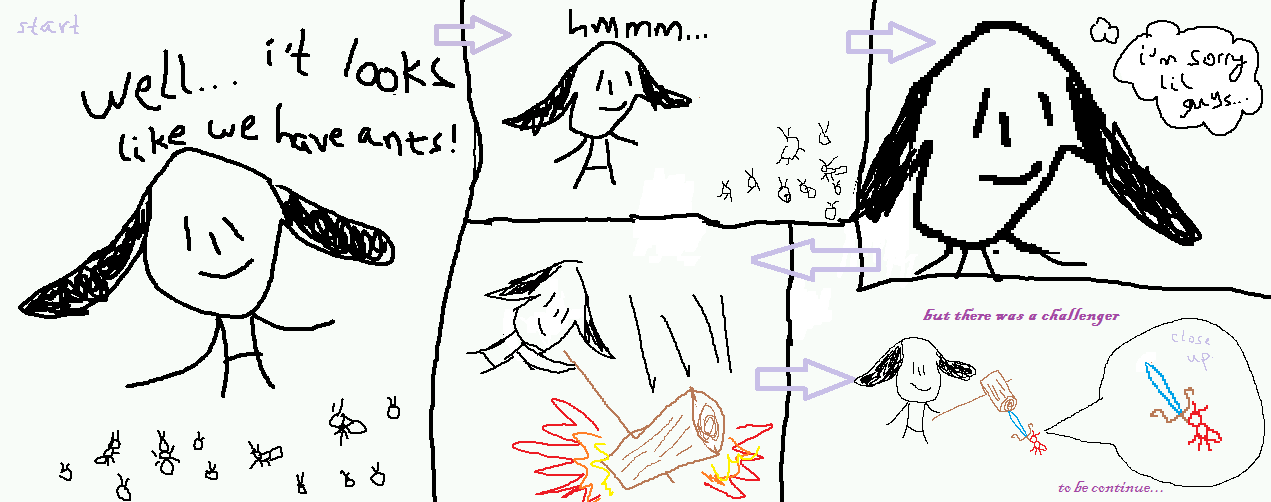 start
well... it looks
like we have ants!
hmmm...
i'm sorry
lil
guys...
but there was a challenger
close
up
to be continue...